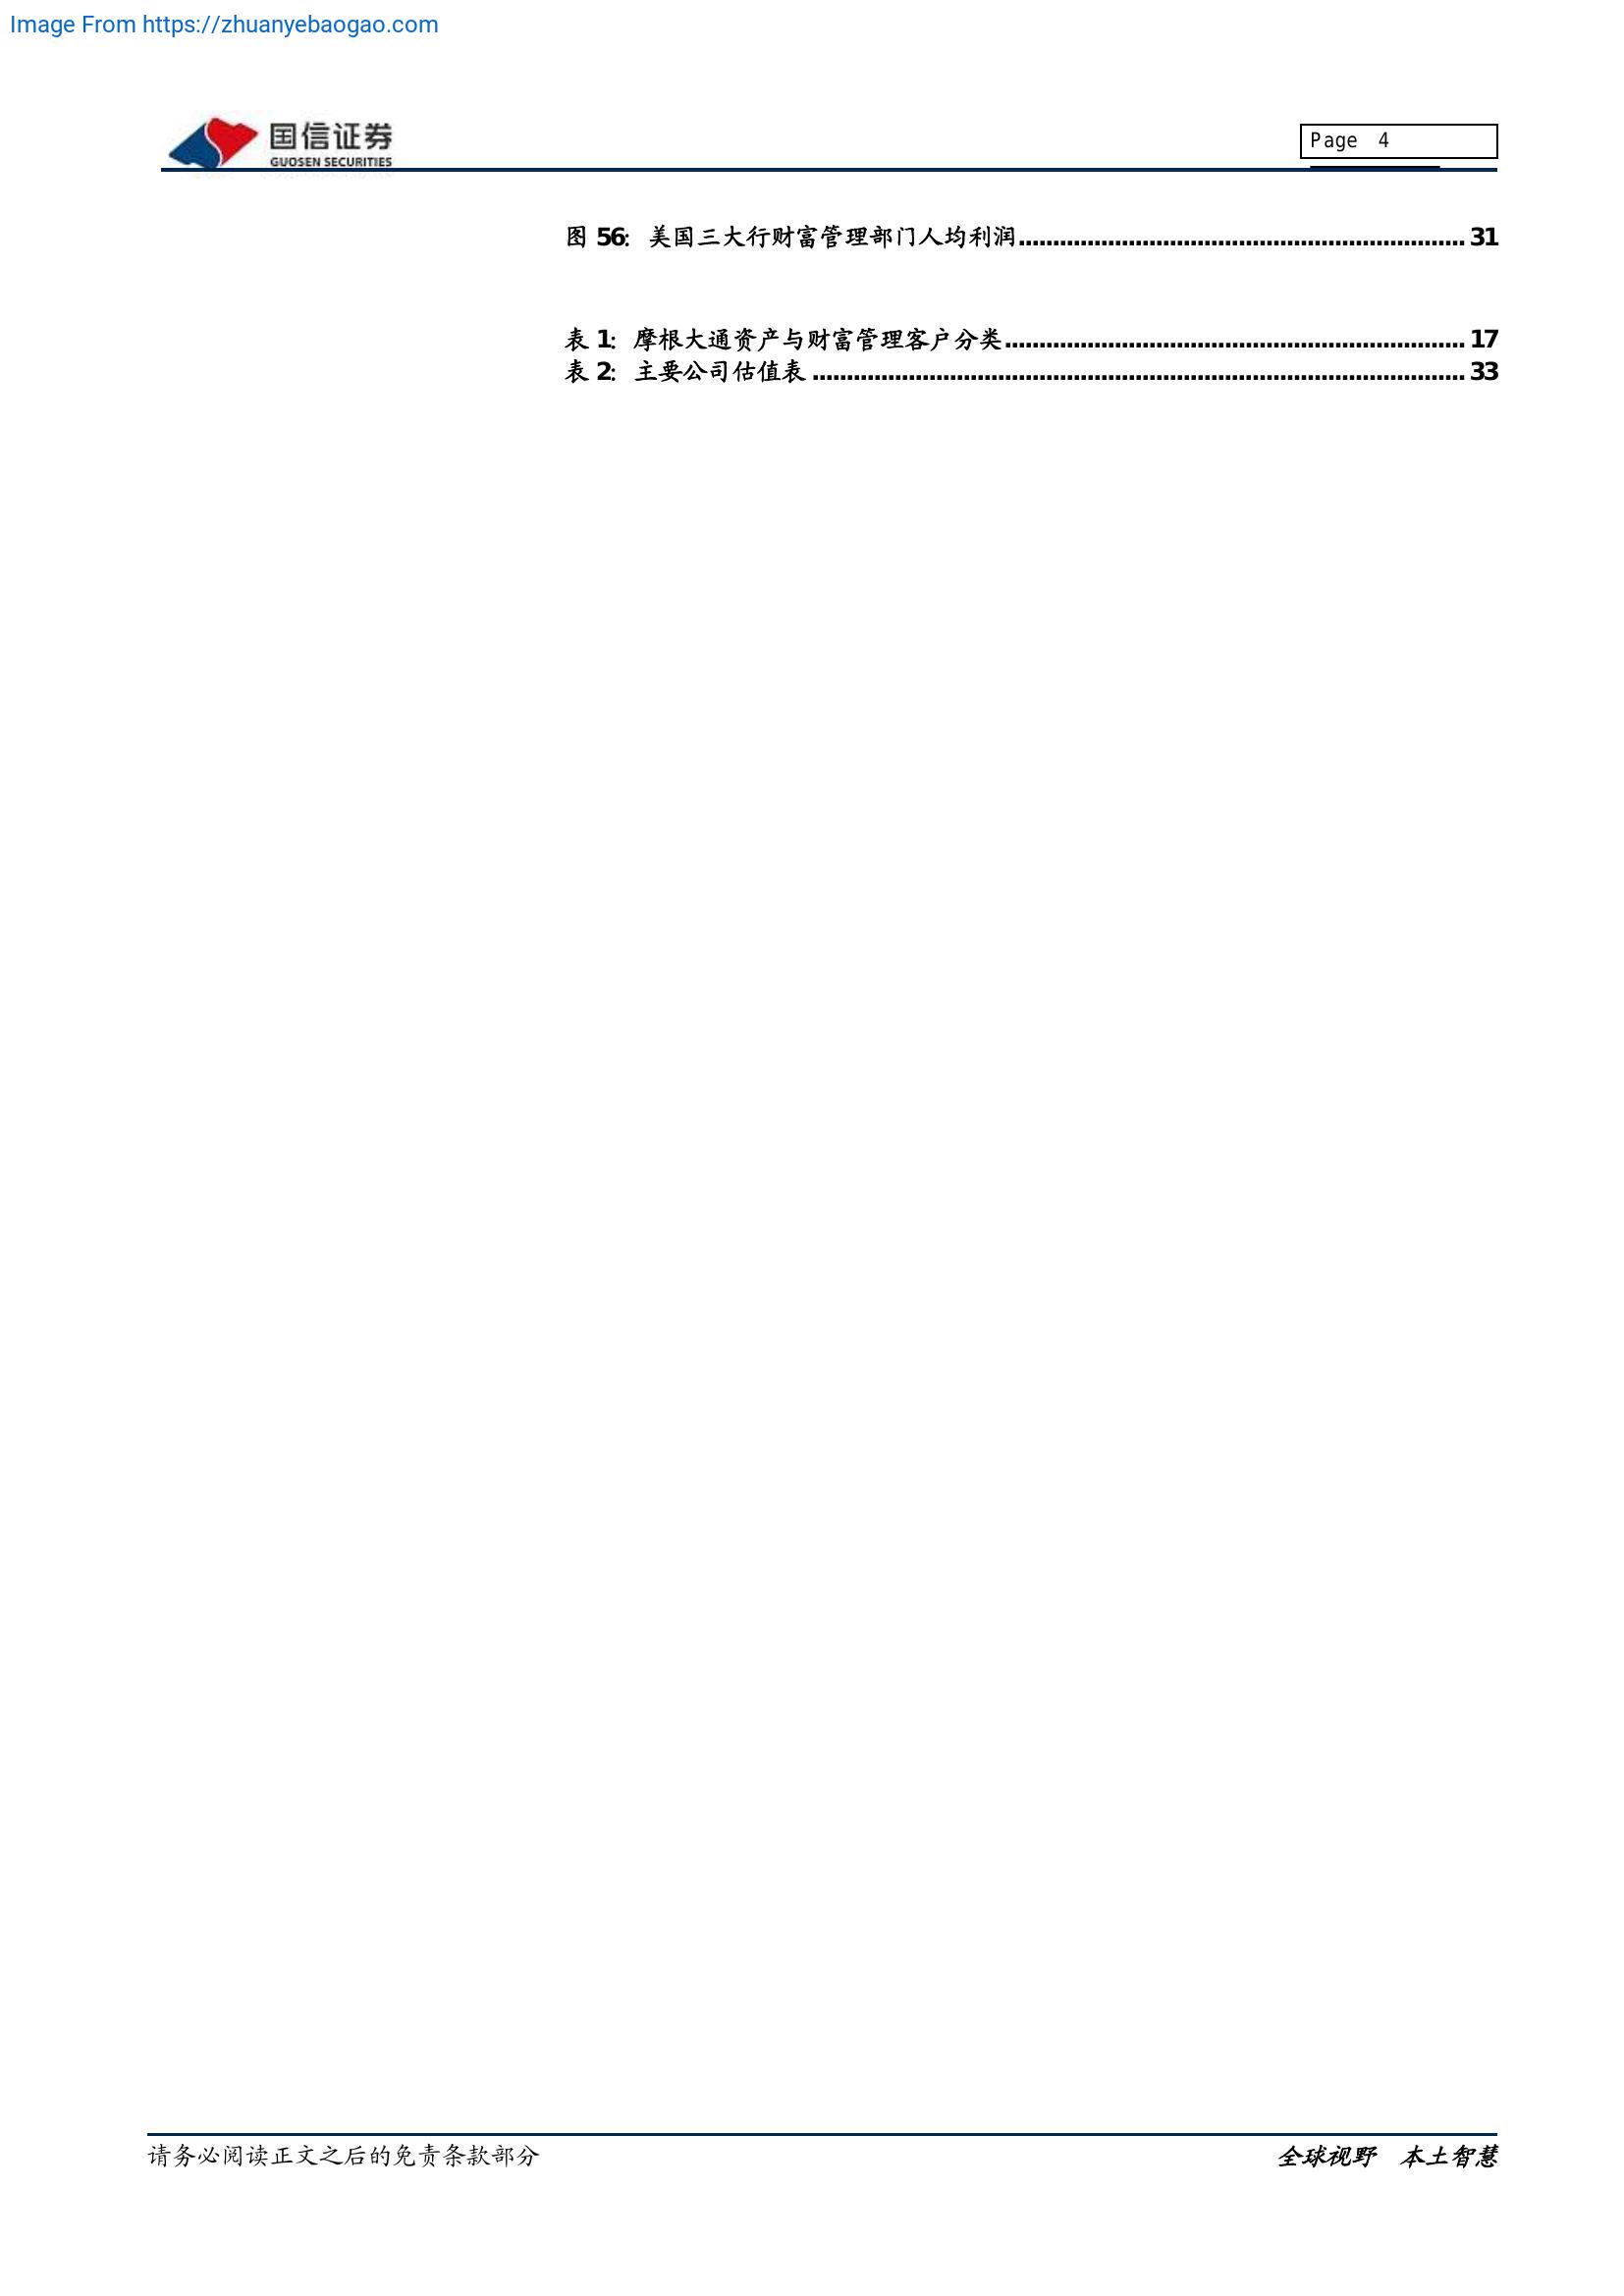 Image From https://zhuanyebaogao.com
国信证券
GUOSEN SECURITIES
Page 4
图 56：美国三大行财富管理部门人均利润................................................................. 31
表 1：摩根大通资产与财富管理客户分类................................................................... 17
表 2：主要公司估值表 ............................................................................................... 33
请务必阅读正文之后的免责条款部分
全球视野 本土智慧